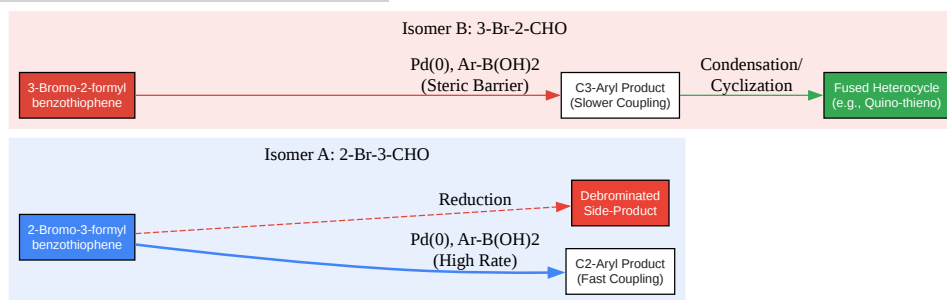 Isomer B: 3-Br-2-CHO
3-Bromo-2-formyl
benzothiophene
Pd(0), Ar-B(OH)2
(Steric Barrier)
C3-Aryl Product
(Slower Coupling)
Condensation/
Cyclization
Fused Heterocycle
(e.g., Quino-thieno)
Isomer A: 2-Br-3-CHO
2-Bromo-3-formyl
benzothiophene
Reduction
Debrominated
Side-Product
Pd(0), Ar-B(OH)2
(High Rate)
C2-Aryl Product
(Fast Coupling)